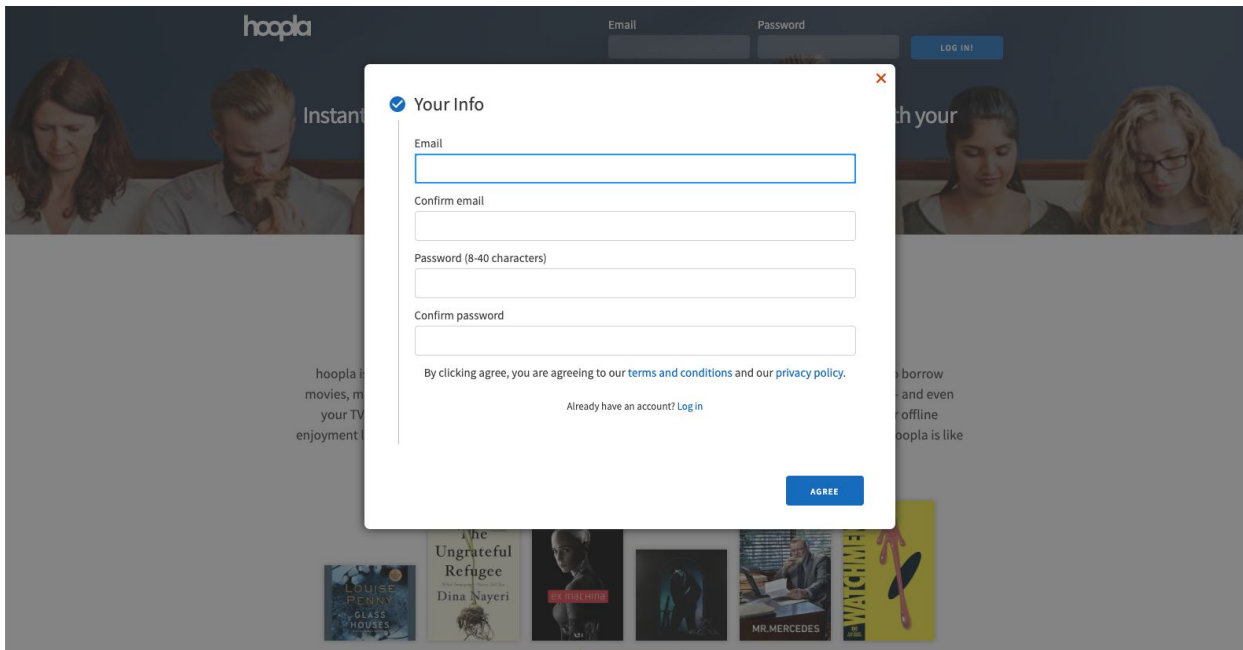 hoopla
Email Password
LOG IN!
Instant
th your
Your Info
Email
Confirm email
Password (8-40 characters)
Confirm password
By clicking agree, you are agreeing to our terms and conditions and our privacy policy.
Already have an account? Log in
AGREE
hoopla is
borrow
movies, m
- and even
your TV
r offline
enjoyment l
oopla is like
LOUISE
PENNY
GLASS
HOUSES
The
Ungrateful
Refugee
Dina Nayeri
ex machina
MR.MERCEDES
WATCHMEN